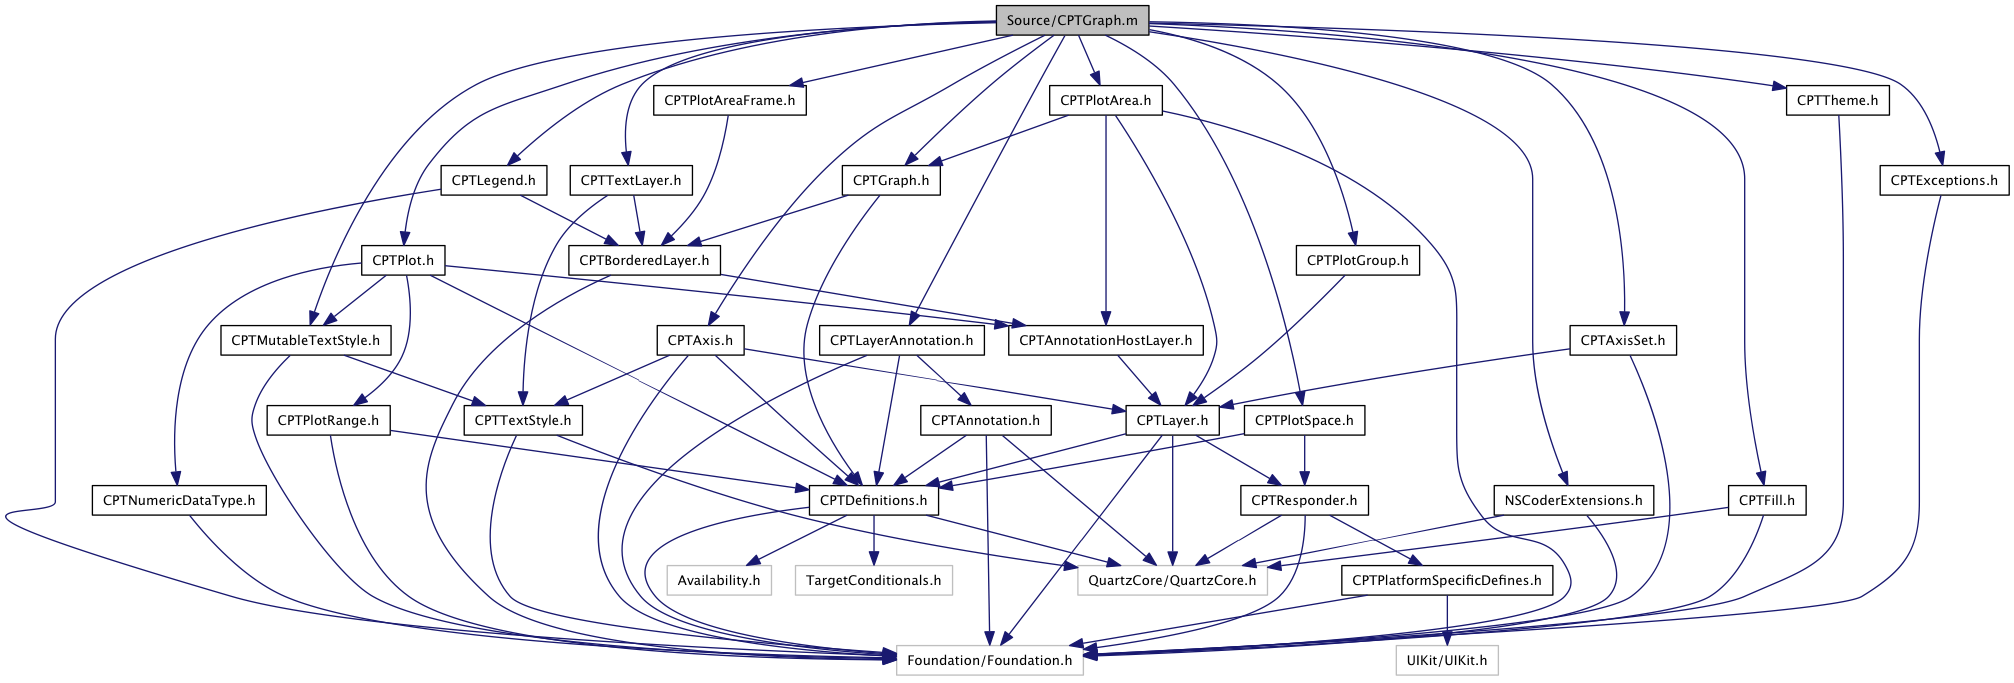 Source/CPTGraph.m
CPTPlotAreaFrame.h
CPTPlotArea.h
CPTTheme.h
CPTLegend.h
CPTTextLayer.h
CPTGraph.h
CPTExceptions.h
CPTPlot.h
CPTBorderedLayer.h
CPTPlotGroup.h
CPTMutableTextStyle.h
CPTAxis.h
CPTLayerAnnotation.h
CPTAnnotationHostLayer.h
CPTAxisSet.h
CPTPlotRange.h
CPTTextStyle.h
CPTAnnotation.h
CPTLayer.h
CPTPlotSpace.h
CPTNumericDataType.h
CPTDefinitions.h
CPTResponder.h
NSCoderExtensions.h
CPTFill.h
Availability.h
TargetConditionals.h
QuartzCore/QuartzCore.h
CPTPlatformSpecificDefines.h
Foundation/Foundation.h
UIKit/UIKit.h